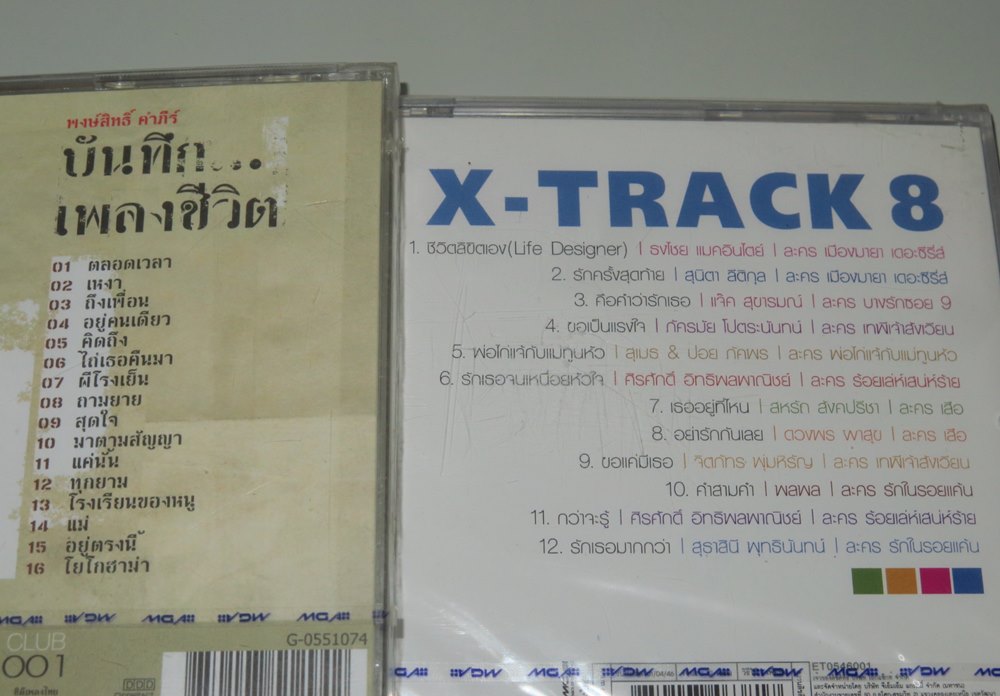 พงษ์สิทธิ์ คำภีร์
บันทึก...
เพลงชีวิต
01 ตลอดเวลา
02 เหงา
03 ถึงเพื่อน
04 อยู่คนเดียว
05 คิดถึง
06 ไถ่เธอคืนมา
07 ผีโรงเย็น
08 ถามยาย
09 สุดใจ
10 มาตามสัญญา
11 แค่นั้น
12 ทุกยาม
13 โรงเรียนของหนู
14 แม่
15 อยู่ตรงนี้
16 โยโกฮาม่า
MGA
CLUB
G-0551074
001
ลิขิตเพลงไทย
DDD
X-TRACK 8
1. ชีวิตลิขิตเอง(Life Designer) | ธงไชย แมคอินไตย์ | ละคร เมืองมายา เดอะซีรี่ส์
2. รักครั้งสุดท้าย | สุนิตา ลีติกุล | ละคร เมืองมายา เดอะซีรี่ส์
3. คือคำว่ารักเธอ | แจ๊ค สุขารมณ์ | ละคร บางรักซอย 9
4. ขอเป็นแรงใจ | ภัครมัย โปตระนันทน์ | ละคร เทพีเจ้าสังเวียน
5. พ่อไก่แจ้กับแม่ทูนหัว | สุเมธ & ปอย ภัคพร | ละคร พ่อไก่แจ้กับแม่ทูนหัว
6. รักเธอจนเหนื่อยหัวใจ | ศิรศักดิ์ อิทธิพลพาณิชย์ | ละคร ร้อยเล่ห์เสน่ห์ร้าย
7. เธออยู่ที่ไหน | สหรัถ สังคปรีชา | ละคร เสือ
8. อย่ารักกันเลย | ดวงพร ผาสุข | ละคร เสือ
9. ขอแค่มีเธอ | จิตภัทร พุ่มหิรัญ | ละคร เทพีเจ้าสังเวียน
10. คำสามคำ | พลพล | ละคร รักในรอยแค้น
11. กว่าจะรู้ | ศิรศักดิ์ อิทธิพลพาณิชย์ | ละคร ร้อยเล่ห์เสน่ห์ร้าย
12. รักเธอมากกว่า | สุธาสินี พุทธินันทน์ | ละคร รักในรอยแค้น
MGA
ET0546001